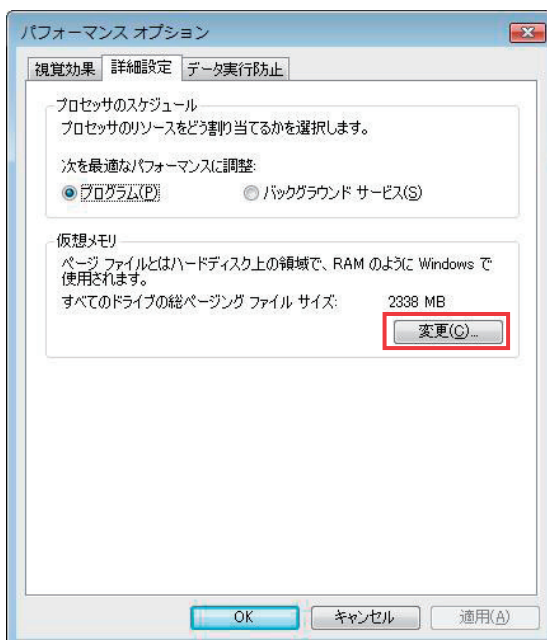 パフォーマンス オプション
視覚効果 詳細設定 データ実行防止
プロセッサのスケジュール
プロセッサのリソースをどう割り当てるかを選択します。
次を最適なパフォーマンスに調整:
プログラム(P) バックグラウンド サービス(S)
仮想メモリ
ページ ファイルとはハードディスク上の領域で、RAM のように Windows で
使用されます。
すべてのドライブの総ページング ファイル サイズ: 2338 MB
変更(C)...
OK キャンセル 適用(A)